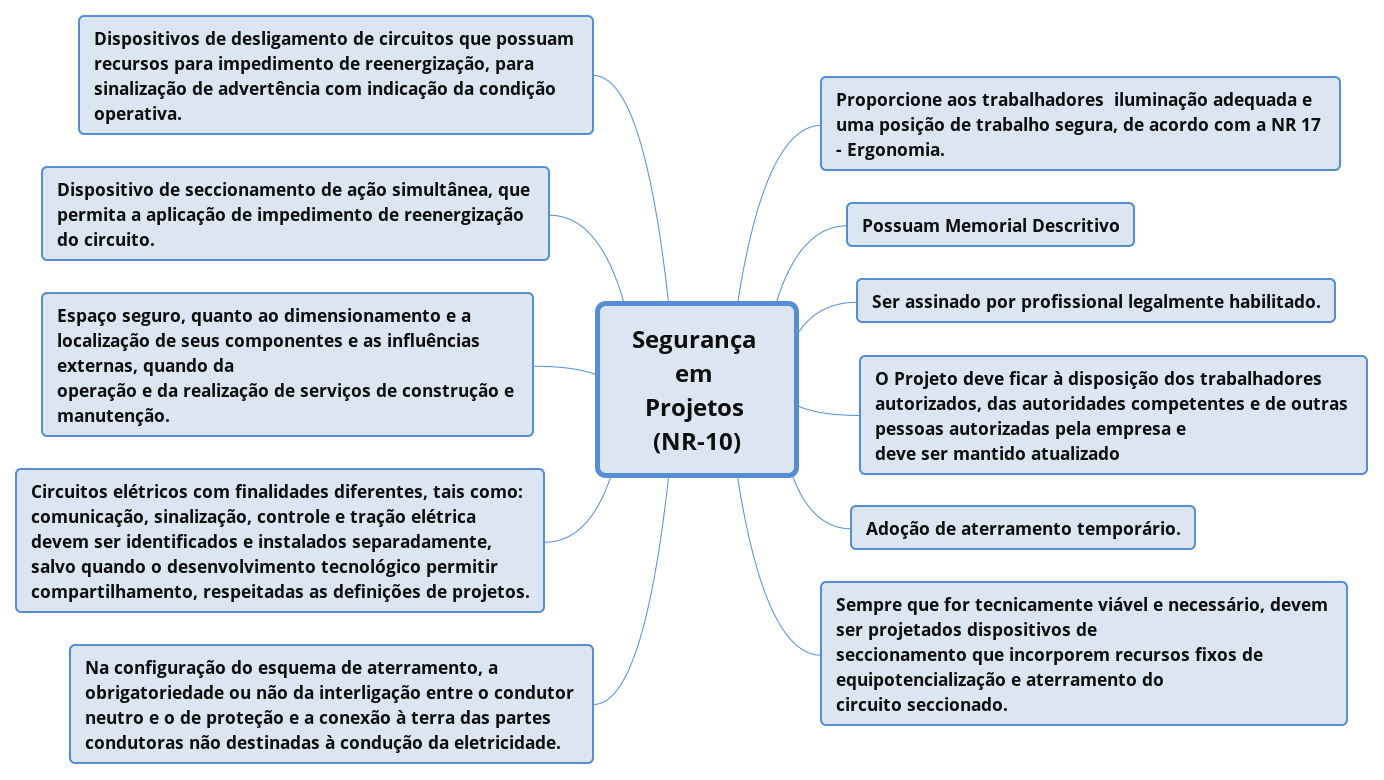 Dispositivos de desligamento de circuitos que possuam
recursos para impedimento de reenergização, para
sinalização de advertência com indicação da condição
operativa.
Dispositivo de seccionamento de ação simultânea, que
permita a aplicação de impedimento de reenergização
do circuito.
Espaço seguro, quanto ao dimensionamento e a
localização de seus componentes e as influências
externas, quando da
operação e da realização de serviços de construção e
manutenção.
Circuitos elétricos com finalidades diferentes, tais como:
comunicação, sinalização, controle e tração elétrica
devem ser identificados e instalados separadamente,
salvo quando o desenvolvimento tecnológico permitir
compartilhamento, respeitadas as definições de projetos.
Na configuração do esquema de aterramento, a
obrigatoriedade ou não da interligação entre o condutor
neutro e o de proteção e a conexão à terra das partes
condutoras não destinadas à condução da eletricidade.
Segurança
em
Projetos
(NR-10)
Proporcione aos trabalhadores  iluminação adequada e
uma posição de trabalho segura, de acordo com a NR 17
- Ergonomia.
Possuam Memorial Descritivo
Ser assinado por profissional legalmente habilitado.
O Projeto deve ficar à disposição dos trabalhadores
autorizados, das autoridades competentes e de outras
pessoas autorizadas pela empresa e
deve ser mantido atualizado
Adoção de aterramento temporário.
Sempre que for tecnicamente viável e necessário, devem
ser projetados dispositivos de
seccionamento que incorporem recursos fixos de
equipotencialização e aterramento do
circuito seccionado.